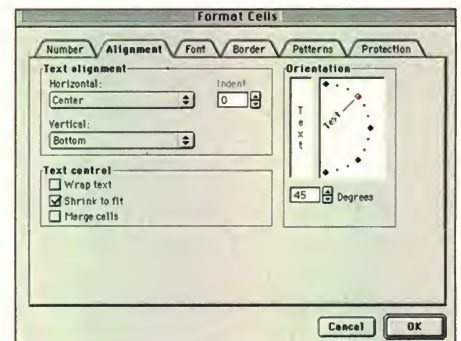 Format Cells
Number Alignment Font Border Patterns Protection
Text alignment
Horizontal:
Center
Indent
0
Vertical:
Bottom
Text control
Wrap text
Shrink to fit
Merge cells
Orientation
Text
Text
45 Degrees
Cancel OK